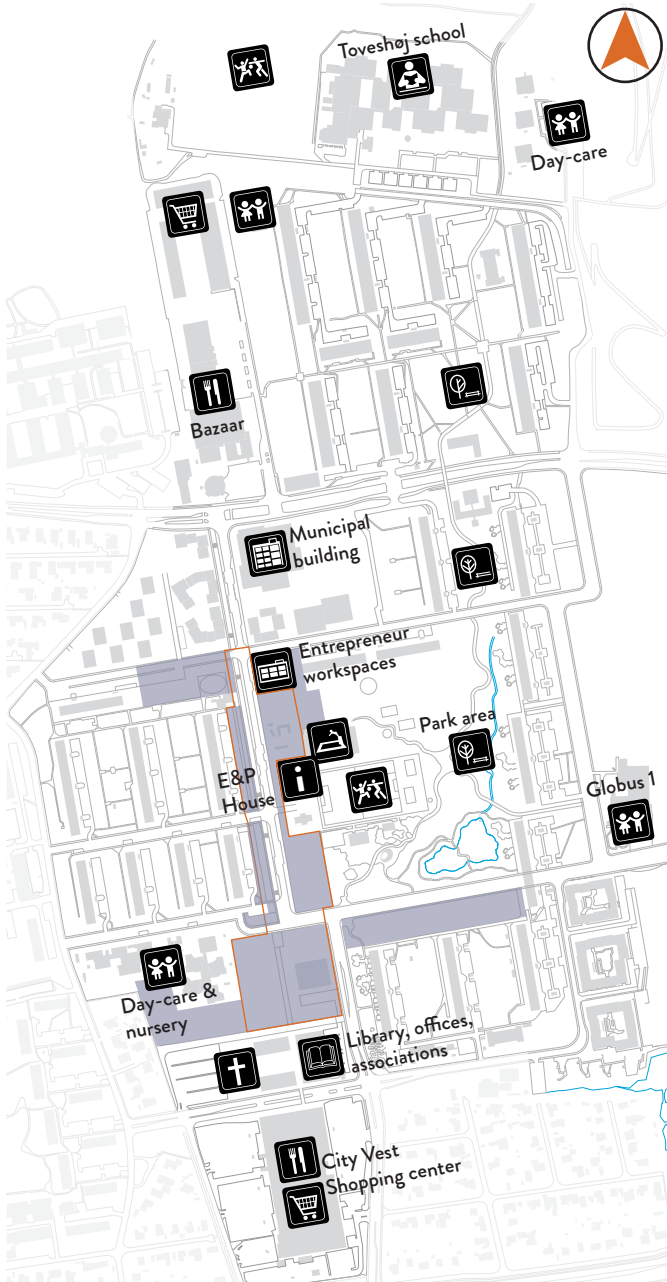 Toveshøj school
Day-care
Bazaar
Municipal
building
Entrepreneur
workspaces
Park area
E&P
House
Globus 1
Day-care &
nursery
Library, offices,
associations
City Vest
Shopping center